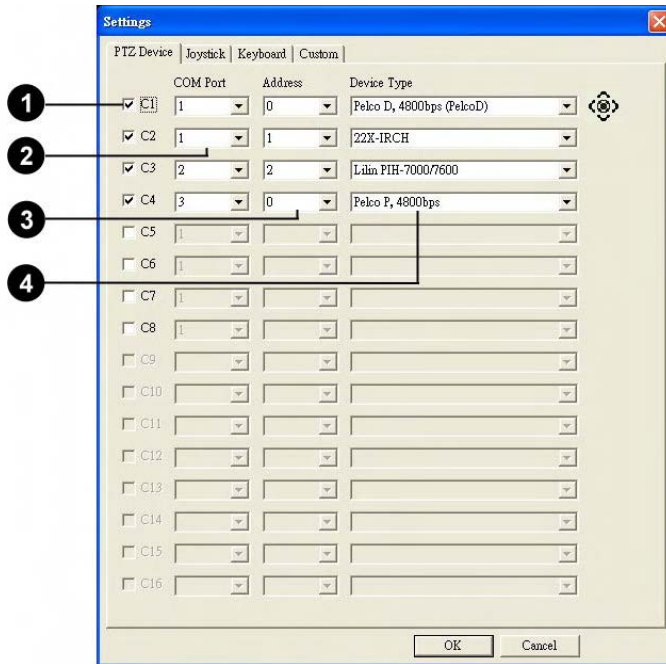 Settings
PTZ Device Joystick Keyboard Custom
COM Port Address Device Type
1 C1 1 0 Pelco D, 4800bps (PelcoD)
C2 1 1 22X-IRCH
2
C3 2 2 Lilin PIH-7000/7600
C4 3 0 Pelco P, 4800bps
3
C5 1
C6 1
4
C7 1
C8 1
C9
C10
C11
C12
C13
C14
C15
C16
OK Cancel